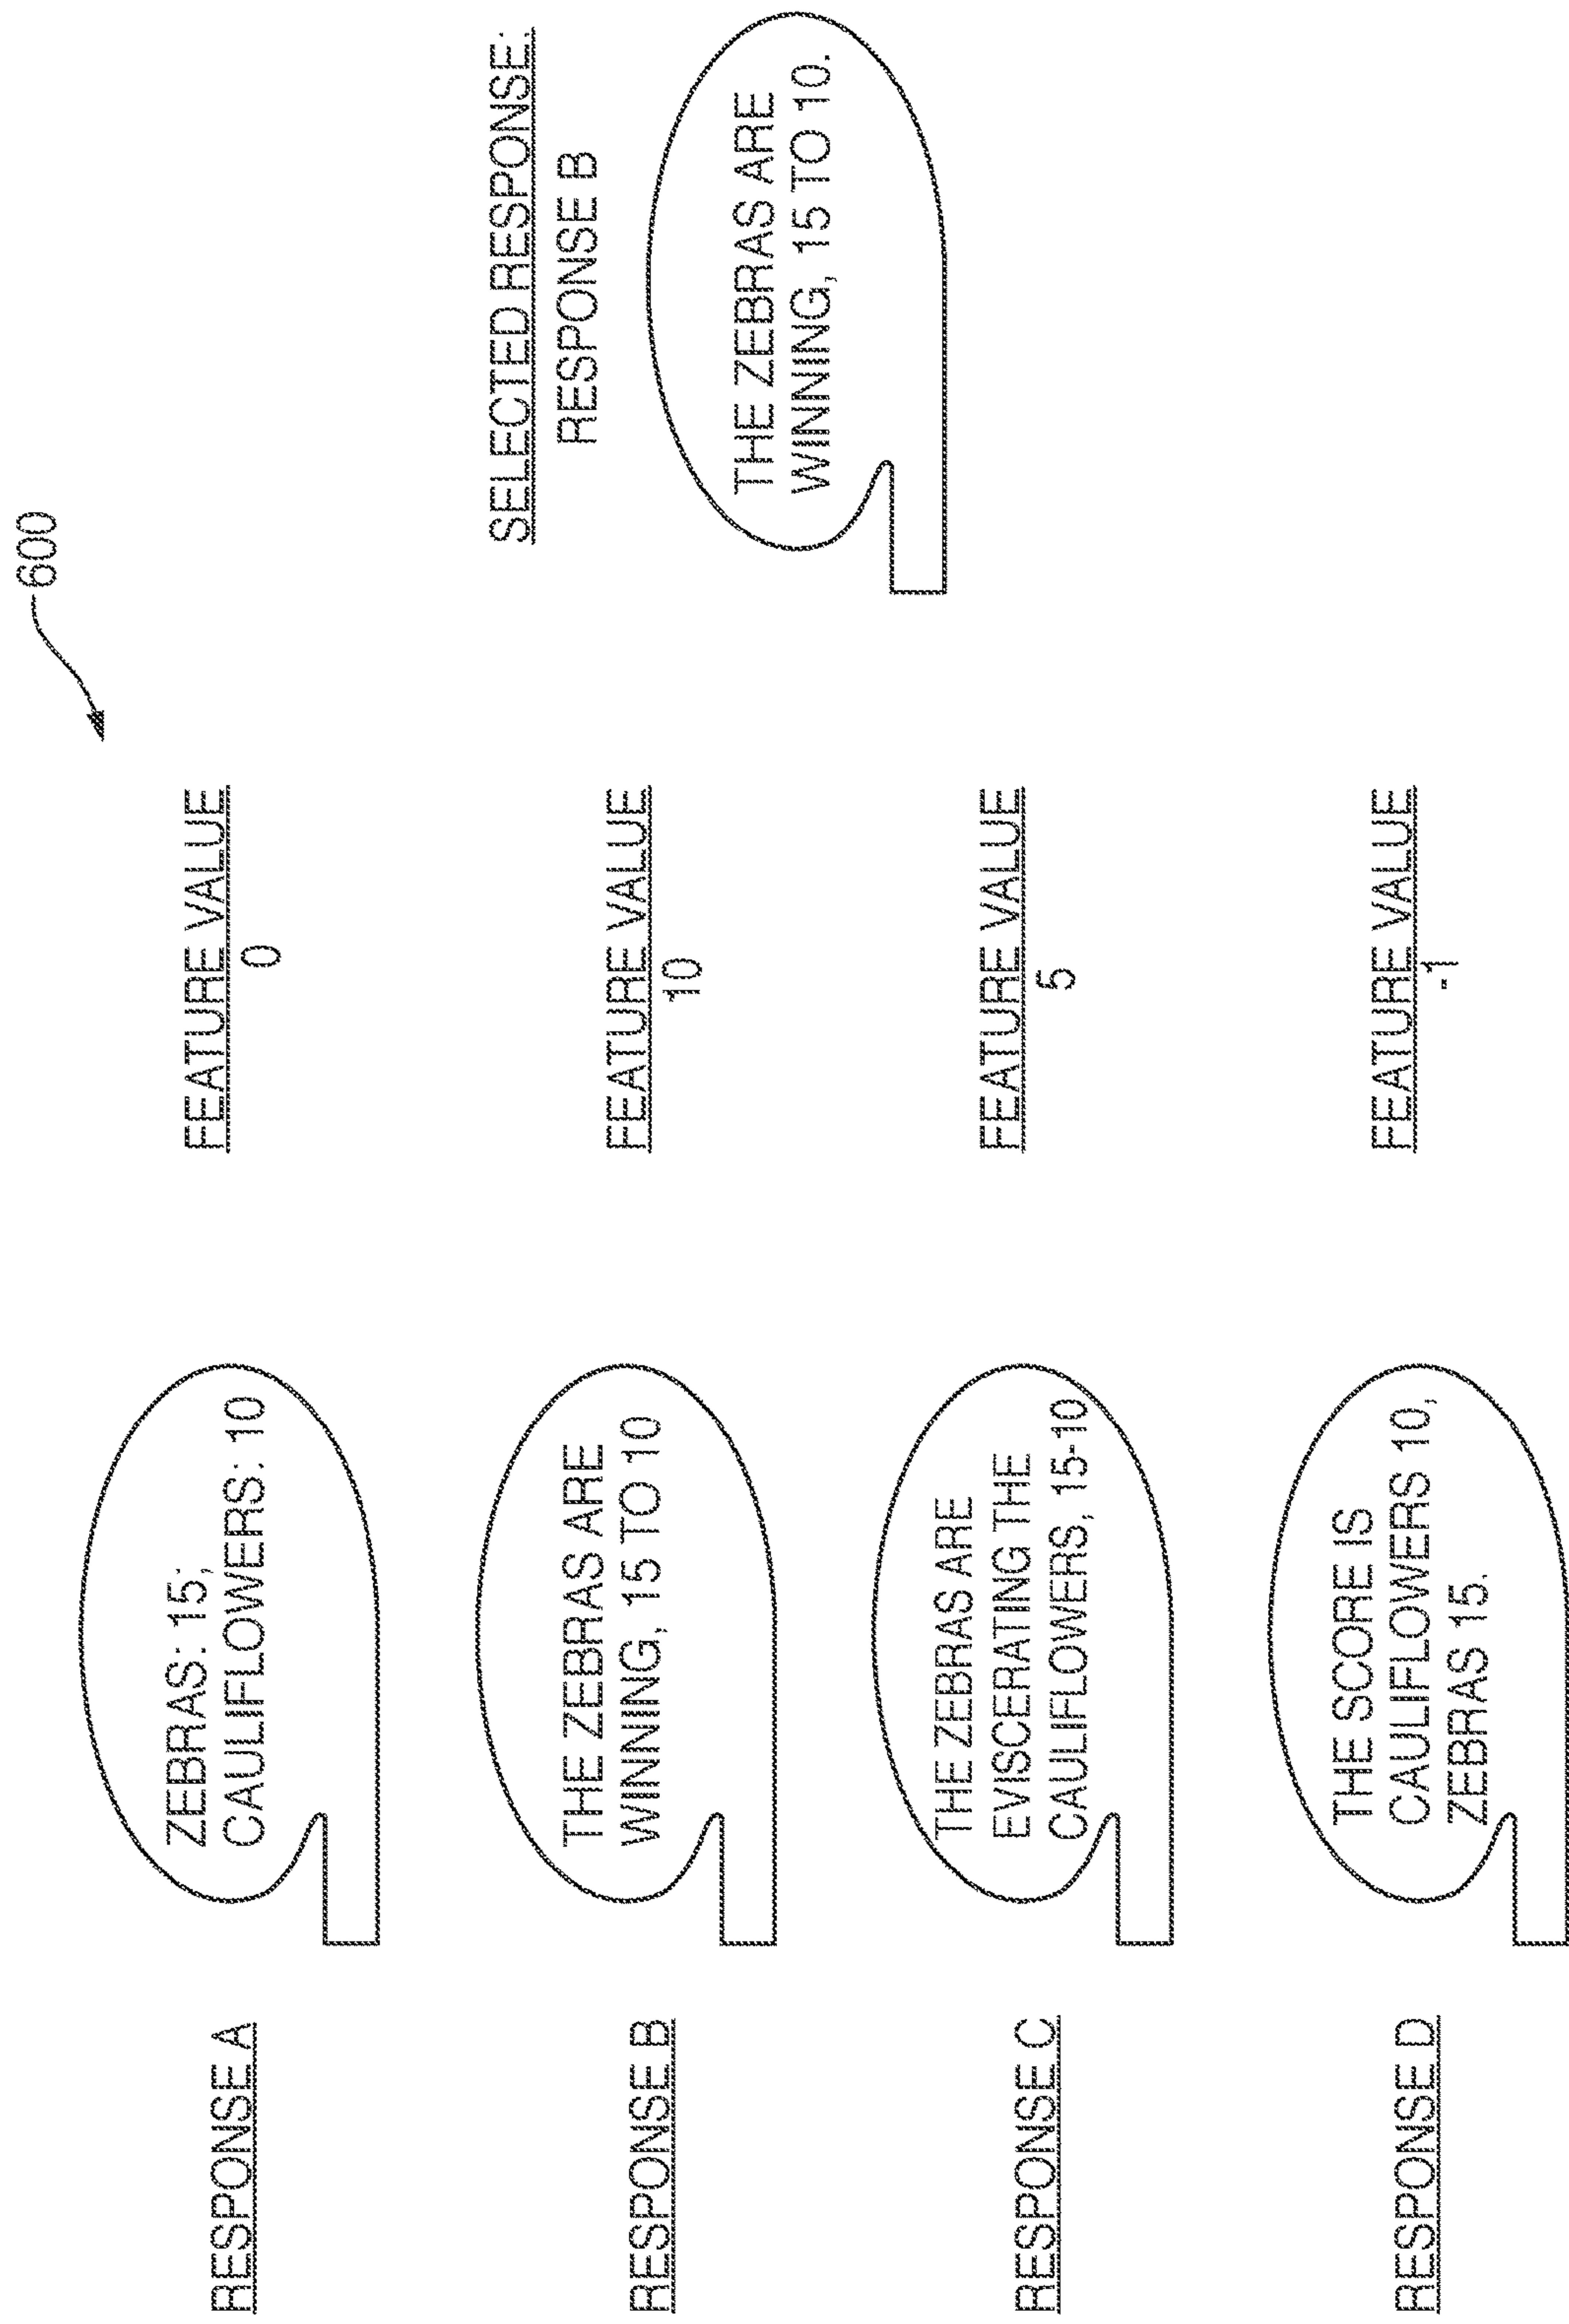 600
RESPONSE A
ZEBRAS: 15;
CAULIFLOWERS: 10
FEATURE VALUE
0
RESPONSE B
THE ZEBRAS ARE
WINNING, 15 TO 10
FEATURE VALUE
10
RESPONSE C
THE ZEBRAS ARE
EVISCERATING THE
CAULIFLOWERS, 15-10
FEATURE VALUE
5
RESPONSE D
THE SCORE IS
CAULIFLOWERS 10,
ZEBRAS 15.
FEATURE VALUE
-1
SELECTED RESPONSE:
RESPONSE B
THE ZEBRAS ARE
WINNING, 15 TO 10.